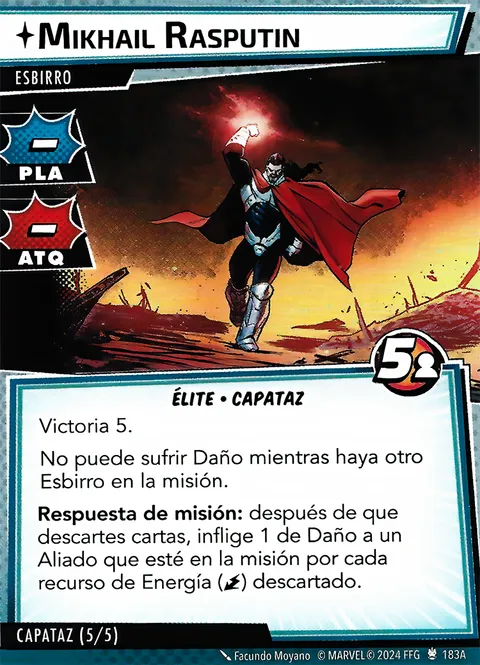 MIKHAIL RASPUTIN
ESBIRRO
–
PLA
–
ATQ
5
ÉLITE • CAPATAZ
Victoria 5.
No puede sufrir Daño mientras haya otro
Esbirro en la misión.
Respuesta de misión: después de que
descartes cartas, inflige 1 de Daño a un
Aliado que esté en la misión por cada
recurso de Energía () descartado.
CAPATAZ (5/5)
Facundo Moyano © MARVEL © 2024 FFG 183A